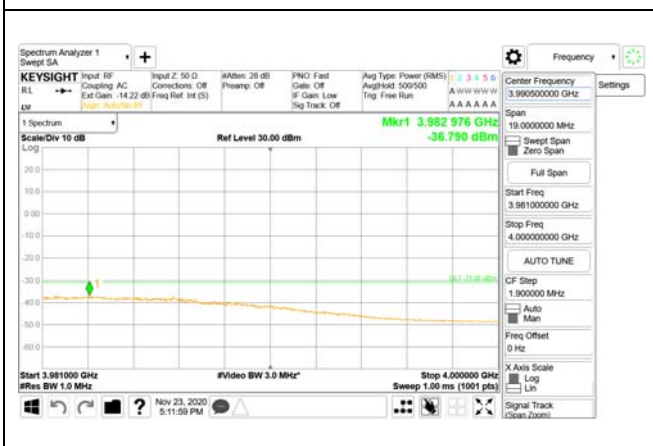 Spectrum Analyzer 1
Swept SA
+
Frequency
KEYSIGHT
RL
Input: RF
Coupling: AC
Ext Gain: -14.22 dB
Align: Auto/No RF
Input Z: 50 Ω
Corrections: Off
Freq Ref: Int (S)
#Atten: 28 dB
Preamp: Off
PNO: Fast
Gate: Off
IF Gain: Low
Sig Track: Off
Avg Type: Power (RMS)
Avg|Hold: 500/500
Trig: Free Run
1 2 3 4 5 6
A W W W W W
A A A A A A
1 Spectrum
Scale/Div 10 dB
Log
Ref Level 30.00 dBm
Mkr1 3.982 976 GHz
-36.790 dBm
20.0
10.0
0.00
-10.0
-20.0
-30.0
-40.0
-50.0
-60.0
1
Start 3.981000 GHz
#Res BW 1.0 MHz
#Video BW 3.0 MHz*
Stop 4.000000 GHz
Sweep 1.00 ms (1001 pts)
Nov 23, 2020
5:11:59 PM
Center Frequency
3.990500000 GHz
Settings
Span
19.0000000 MHz
Swept Span
Zero Span
Full Span
Start Freq
3.981000000 GHz
Stop Freq
4.000000000 GHz
AUTO TUNE
CF Step
1.900000 MHz
Auto
Man
Freq Offset
0 Hz
X Axis Scale
Log
Lin
Signal Track
(Span Zoom)